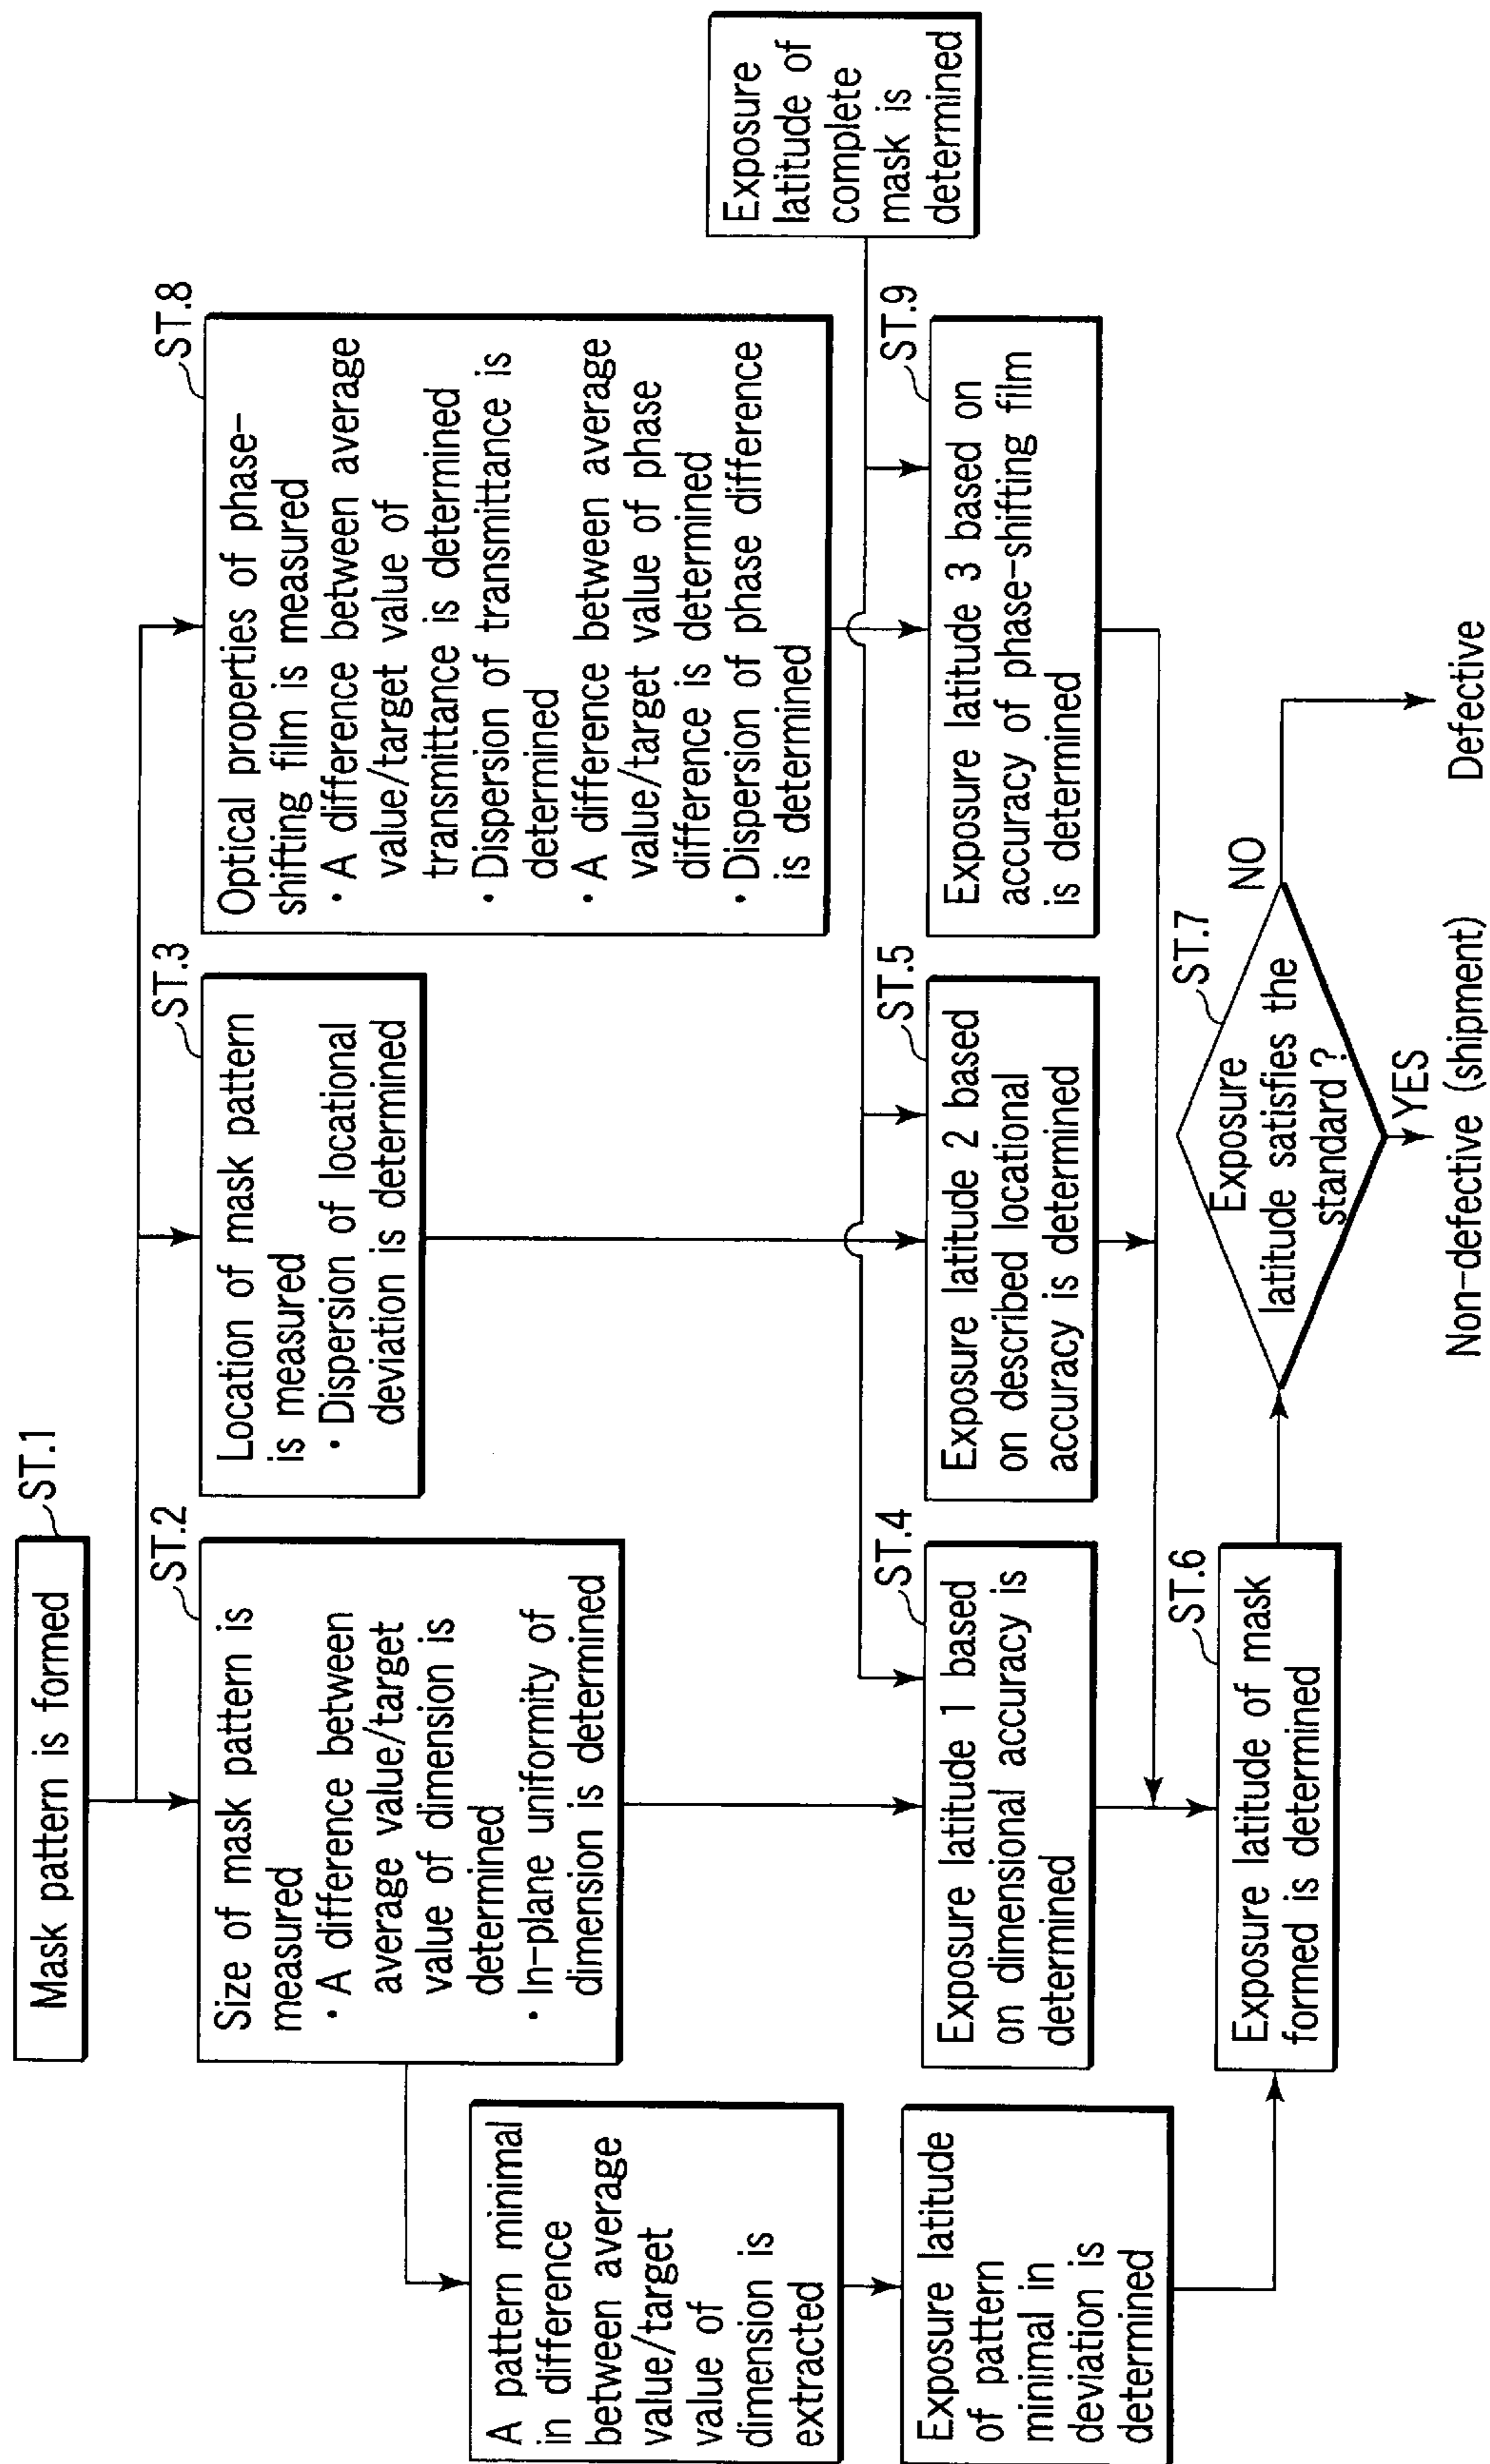 Mask pattern is formed
ST.1
ST.2
Size of mask pattern is
measured
· A difference between
average value/target
value of dimension is
determined
· In-plane uniformity of
dimension is determined
ST.3
Location of mask pattern
is measured
· Dispersion of locational
deviation is determined
ST.8
Optical properties of phase-
shifting film is measured
· A difference between average
value/target value of
transmittance is determined
· Dispersion of transmittance is
determined
· A difference between average
value/target value of phase
difference is determined
· Dispersion of phase difference
is determined
A pattern minimal
in difference
between average
value/target
value of
dimension is
extracted
Exposure
latitude of
complete
mask is
determined
Exposure latitude
of pattern
minimal in
deviation is
determined
ST.4
Exposure latitude 1 based
on dimensional accuracy is
determined
ST.5
Exposure latitude 2 based
on described locational
accuracy is determined
ST.9
Exposure latitude 3 based on
accuracy of phase-shifting film
is determined
ST.6
Exposure latitude of mask
formed is determined
ST.7
Exposure
latitude satisfies the
standard?
NO
YES
Non-defective (shipment)
Defective